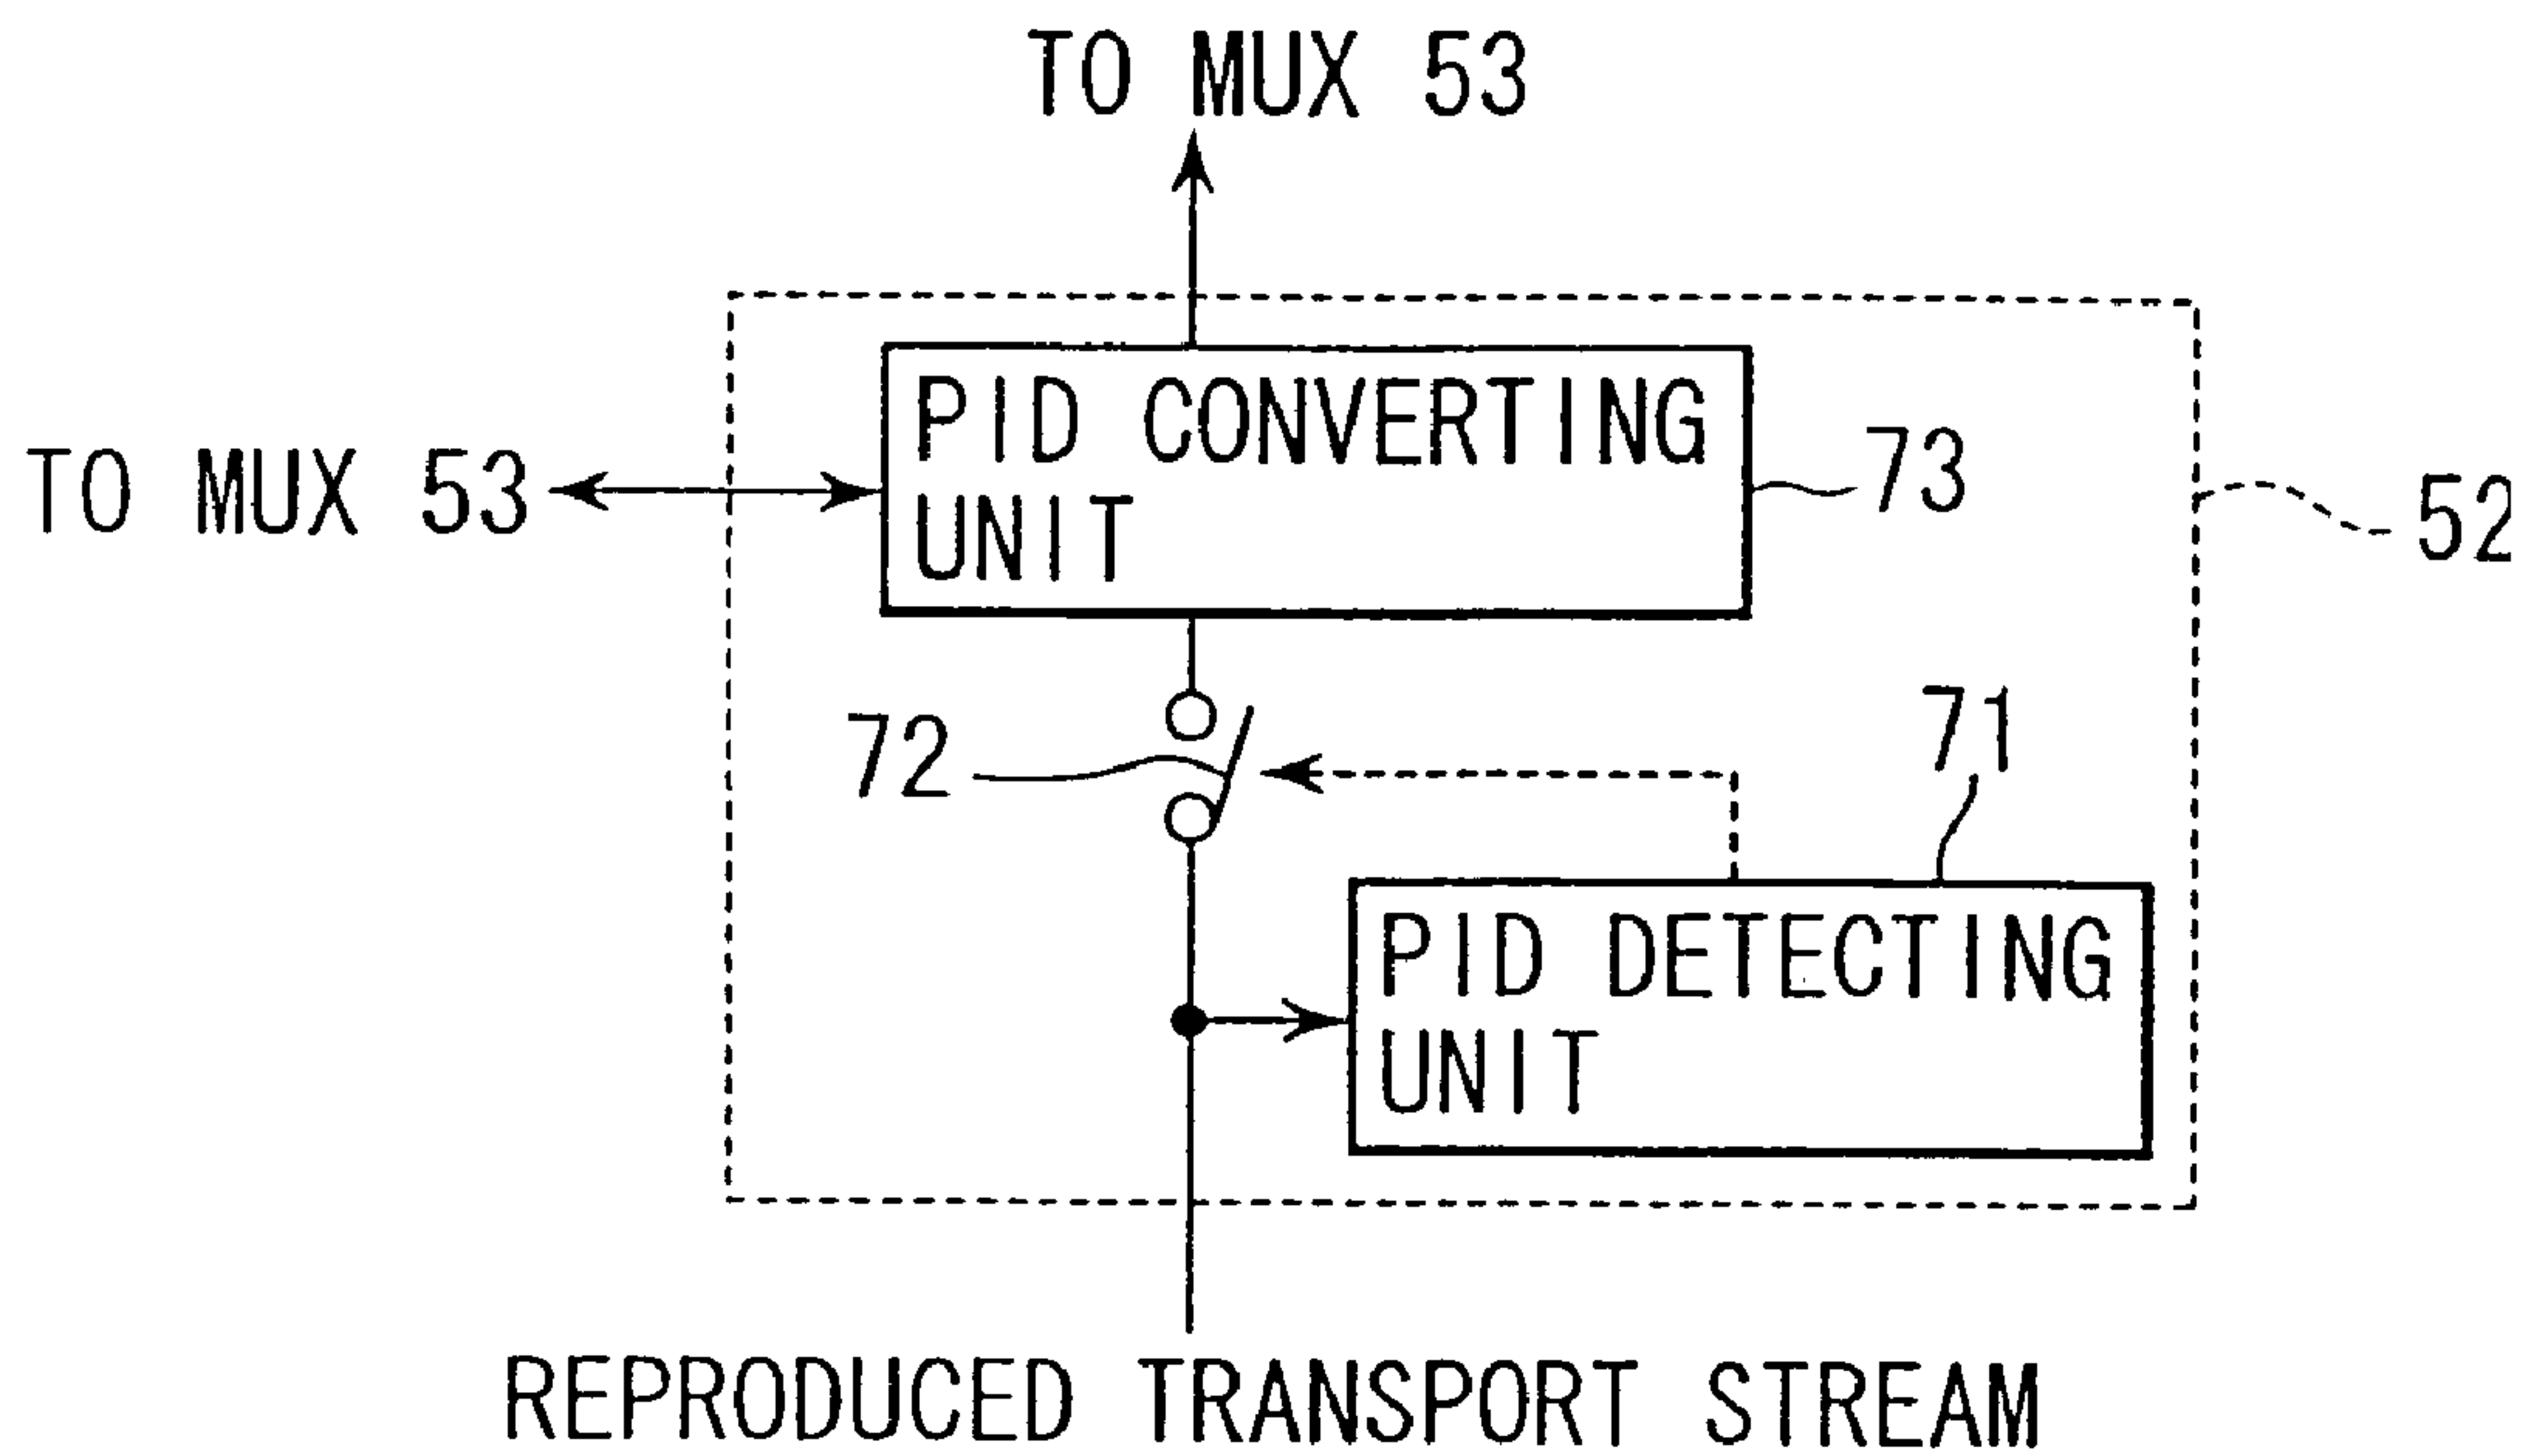 TO MUX 53
PID CONVERTING
UNIT
TO MUX 53
73
52
72
71
PID DETECTING
UNIT
REPRODUCED TRANSPORT STREAM